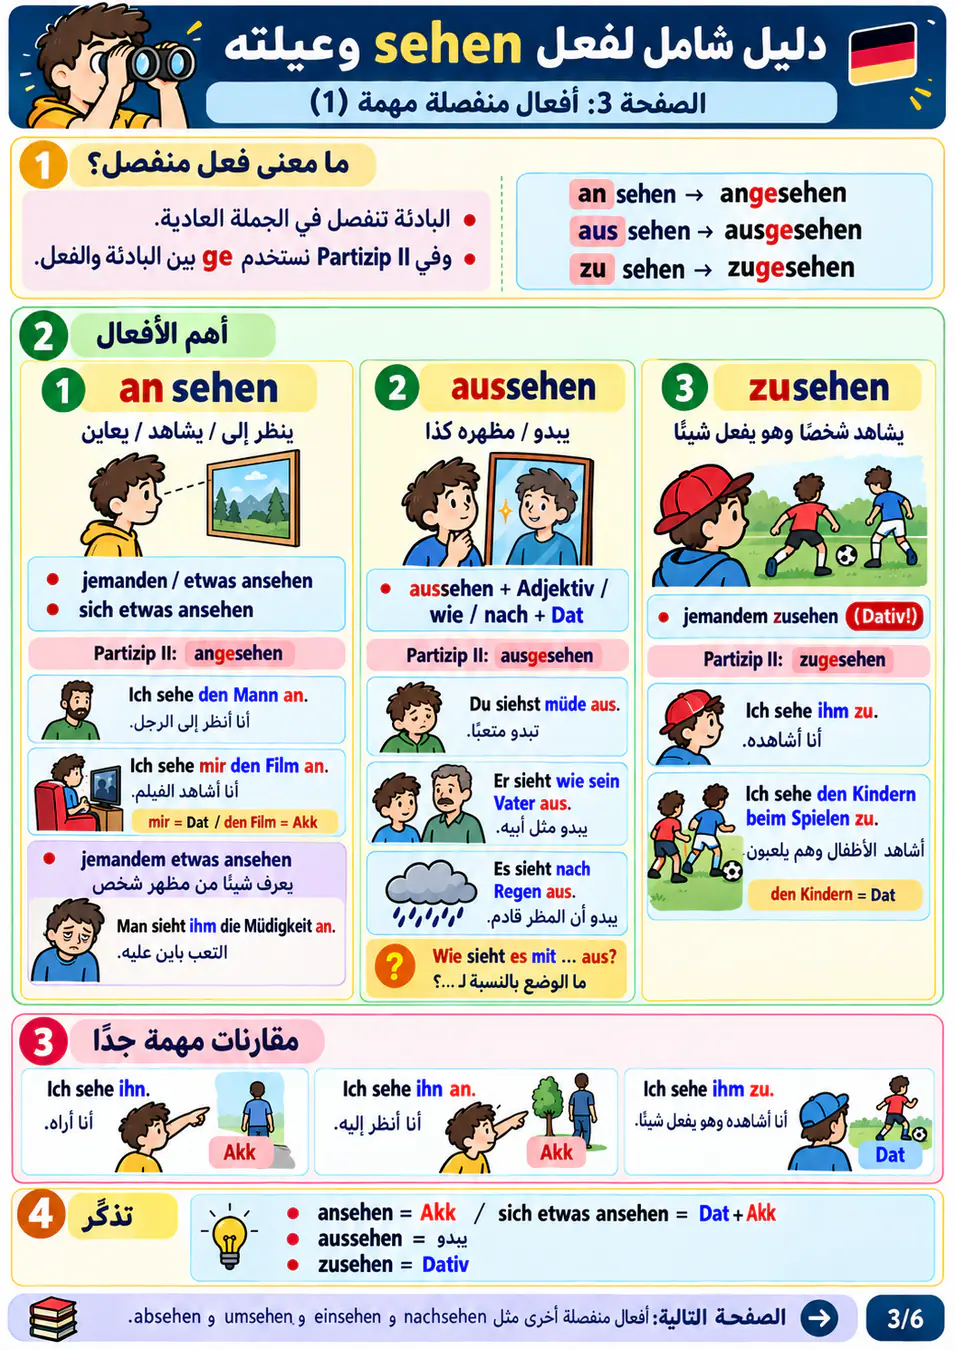 دليل شامل لفعل sehen وعيلته
الصفحة 3: أفعال منفصلة مهمة (1)
1 ما معنى فعل منفصل؟
• البادئة تنفصل في الجملة العادية.
• وفي Partizip II نستخدم ge بين البادئة والفعل.
an sehen → angesehen
aus sehen → ausgesehen
zu sehen → zugesehen
2 أهم الأفعال
1 an sehen
ينظر إلى / يشاهد / يعاين
• jemanden / etwas ansehen
• sich etwas ansehen
Partizip II: angesehen
Ich sehe den Mann an.
أنا أنظر إلى الرجل.
Ich sehe mir den Film an.
أنا أشاهد الفيلم.
mir = Dat / den Film = Akk
• jemandem etwas ansehen
يعرف شيئًا من مظهر شخص
Man sieht ihm die Müdigkeit an.
التعب باين عليه.
2 aussehen
يبدو / مظهره كذا
• aussehen + Adjektiv /
wie / nach + Dat
Partizip II: ausgesehen
Du siehst müde aus.
تبدو متعبًا.
Er sieht wie sein
Vater aus.
يبدو مثل أبيه.
Es sieht nach
Regen aus.
يبدو أن المطر قادم.
?
Wie sieht es mit ... aus?
ما الوضع بالنسبة لـ ...؟
3 zusehen
يشاهد شخصًا وهو يفعل شيئًا
• jemandem zusehen (Dativ!)
Partizip II: zugesehen
Ich sehe ihm zu.
أنا أشاهده.
Ich sehe den Kindern
beim Spielen zu.
أشاهد الأطفال وهم يلعبون.
den Kindern = Dat
3 مقارنات مهمة جدًا
Ich sehe ihn.
أنا أراه.
Akk
Ich sehe ihn an.
أنا أنظر إليه.
Akk
Ich sehe ihm zu.
أنا أشاهده وهو يفعل شيئًا.
Dat
4 تذكَّر
• ansehen = Akk / sich etwas ansehen = Dat + Akk
• aussehen = يبدو
• zusehen = Dativ
الصفحة التالية: أفعال منفصلة أخرى مثل nachsehen و einsehen و umsehen و absehen.
3/6